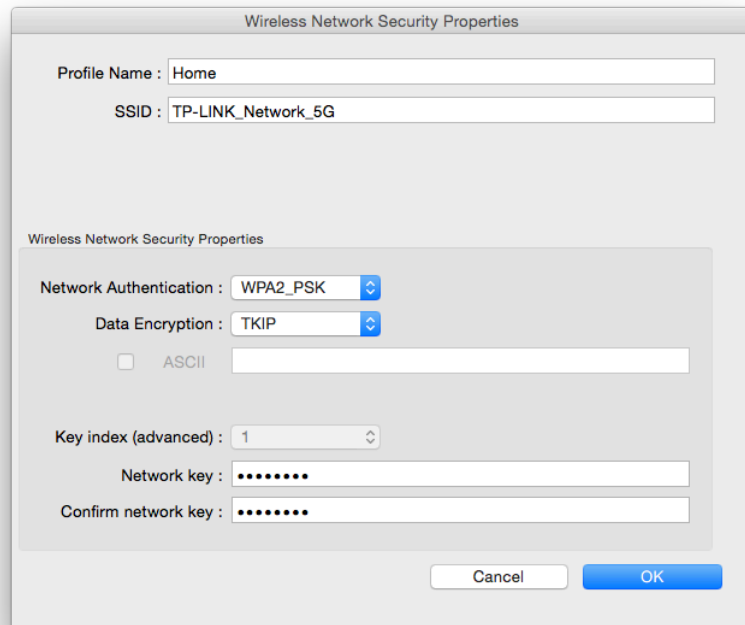 Wireless Network Security Properties
Profile Name : Home
SSID : TP-LINK_Network_5G
Wireless Network Security Properties
Network Authentication : WPA2_PSK
Data Encryption : TKIP
ASCII
Key index (advanced) : 1
Network key : ••••••••
Confirm network key : ••••••••
Cancel OK